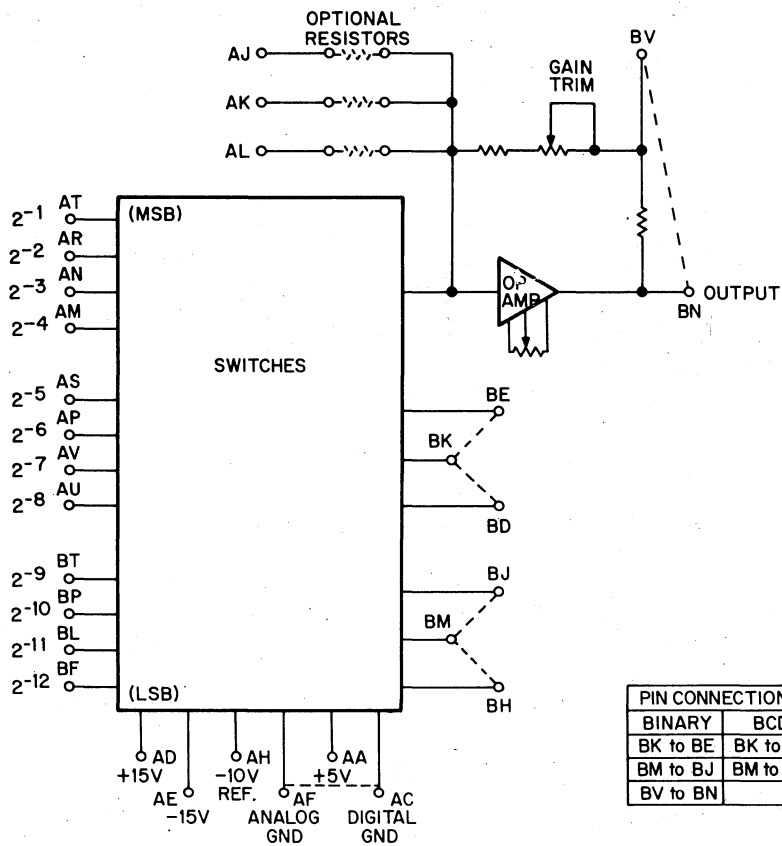 OPTIONAL
RESISTORS
AJ
AK
AL
GAIN
TRIM
BV
OP
AMP
OUTPUT
BN
(MSB)
SWITCHES
(LSB)
2-1 AT
2-2 AR
2-3 AN
2-4 AM
2-5 AS
2-6 AP
2-7 AV
2-8 AU
2-9 BT
2-10 BP
2-11 BL
2-12 BF
BE
BK
BD
BJ
BM
BH
AD
+15V
AE
-15V
AH
-10V
REF.
AF
ANALOG
GND
AA
+5V
AC
DIGITAL
GND
PIN CONNECTION
BINARY BCD
BK to BE BK to
BM to BJ BM to
BV to BN